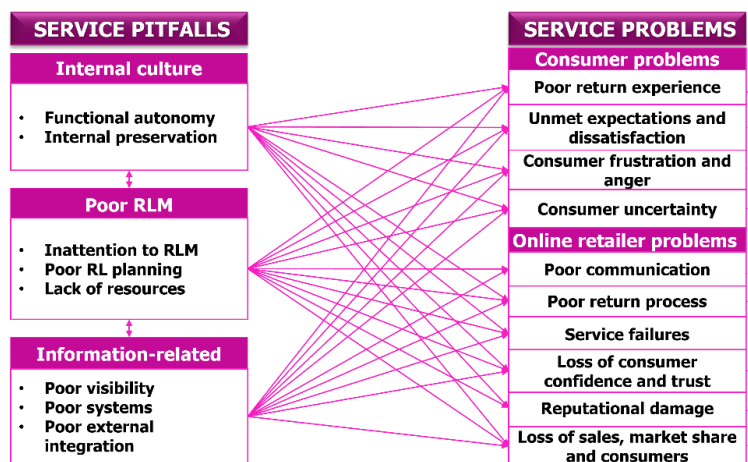 SERVICE PITFALLS
Internal culture
• Functional autonomy
• Internal preservation
Poor RLM
• Inattention to RLM
• Poor RL planning
• Lack of resources
Information-related
• Poor visibility
• Poor systems
• Poor external
integration
SERVICE PROBLEMS
Consumer problems
Poor return experience
Unmet expectations and
dissatisfaction
Consumer frustration and
anger
Consumer uncertainty
Online retailer problems
Poor communication
Poor return process
Service failures
Loss of consumer
confidence and trust
Reputational damage
Loss of sales, market share
and consumers